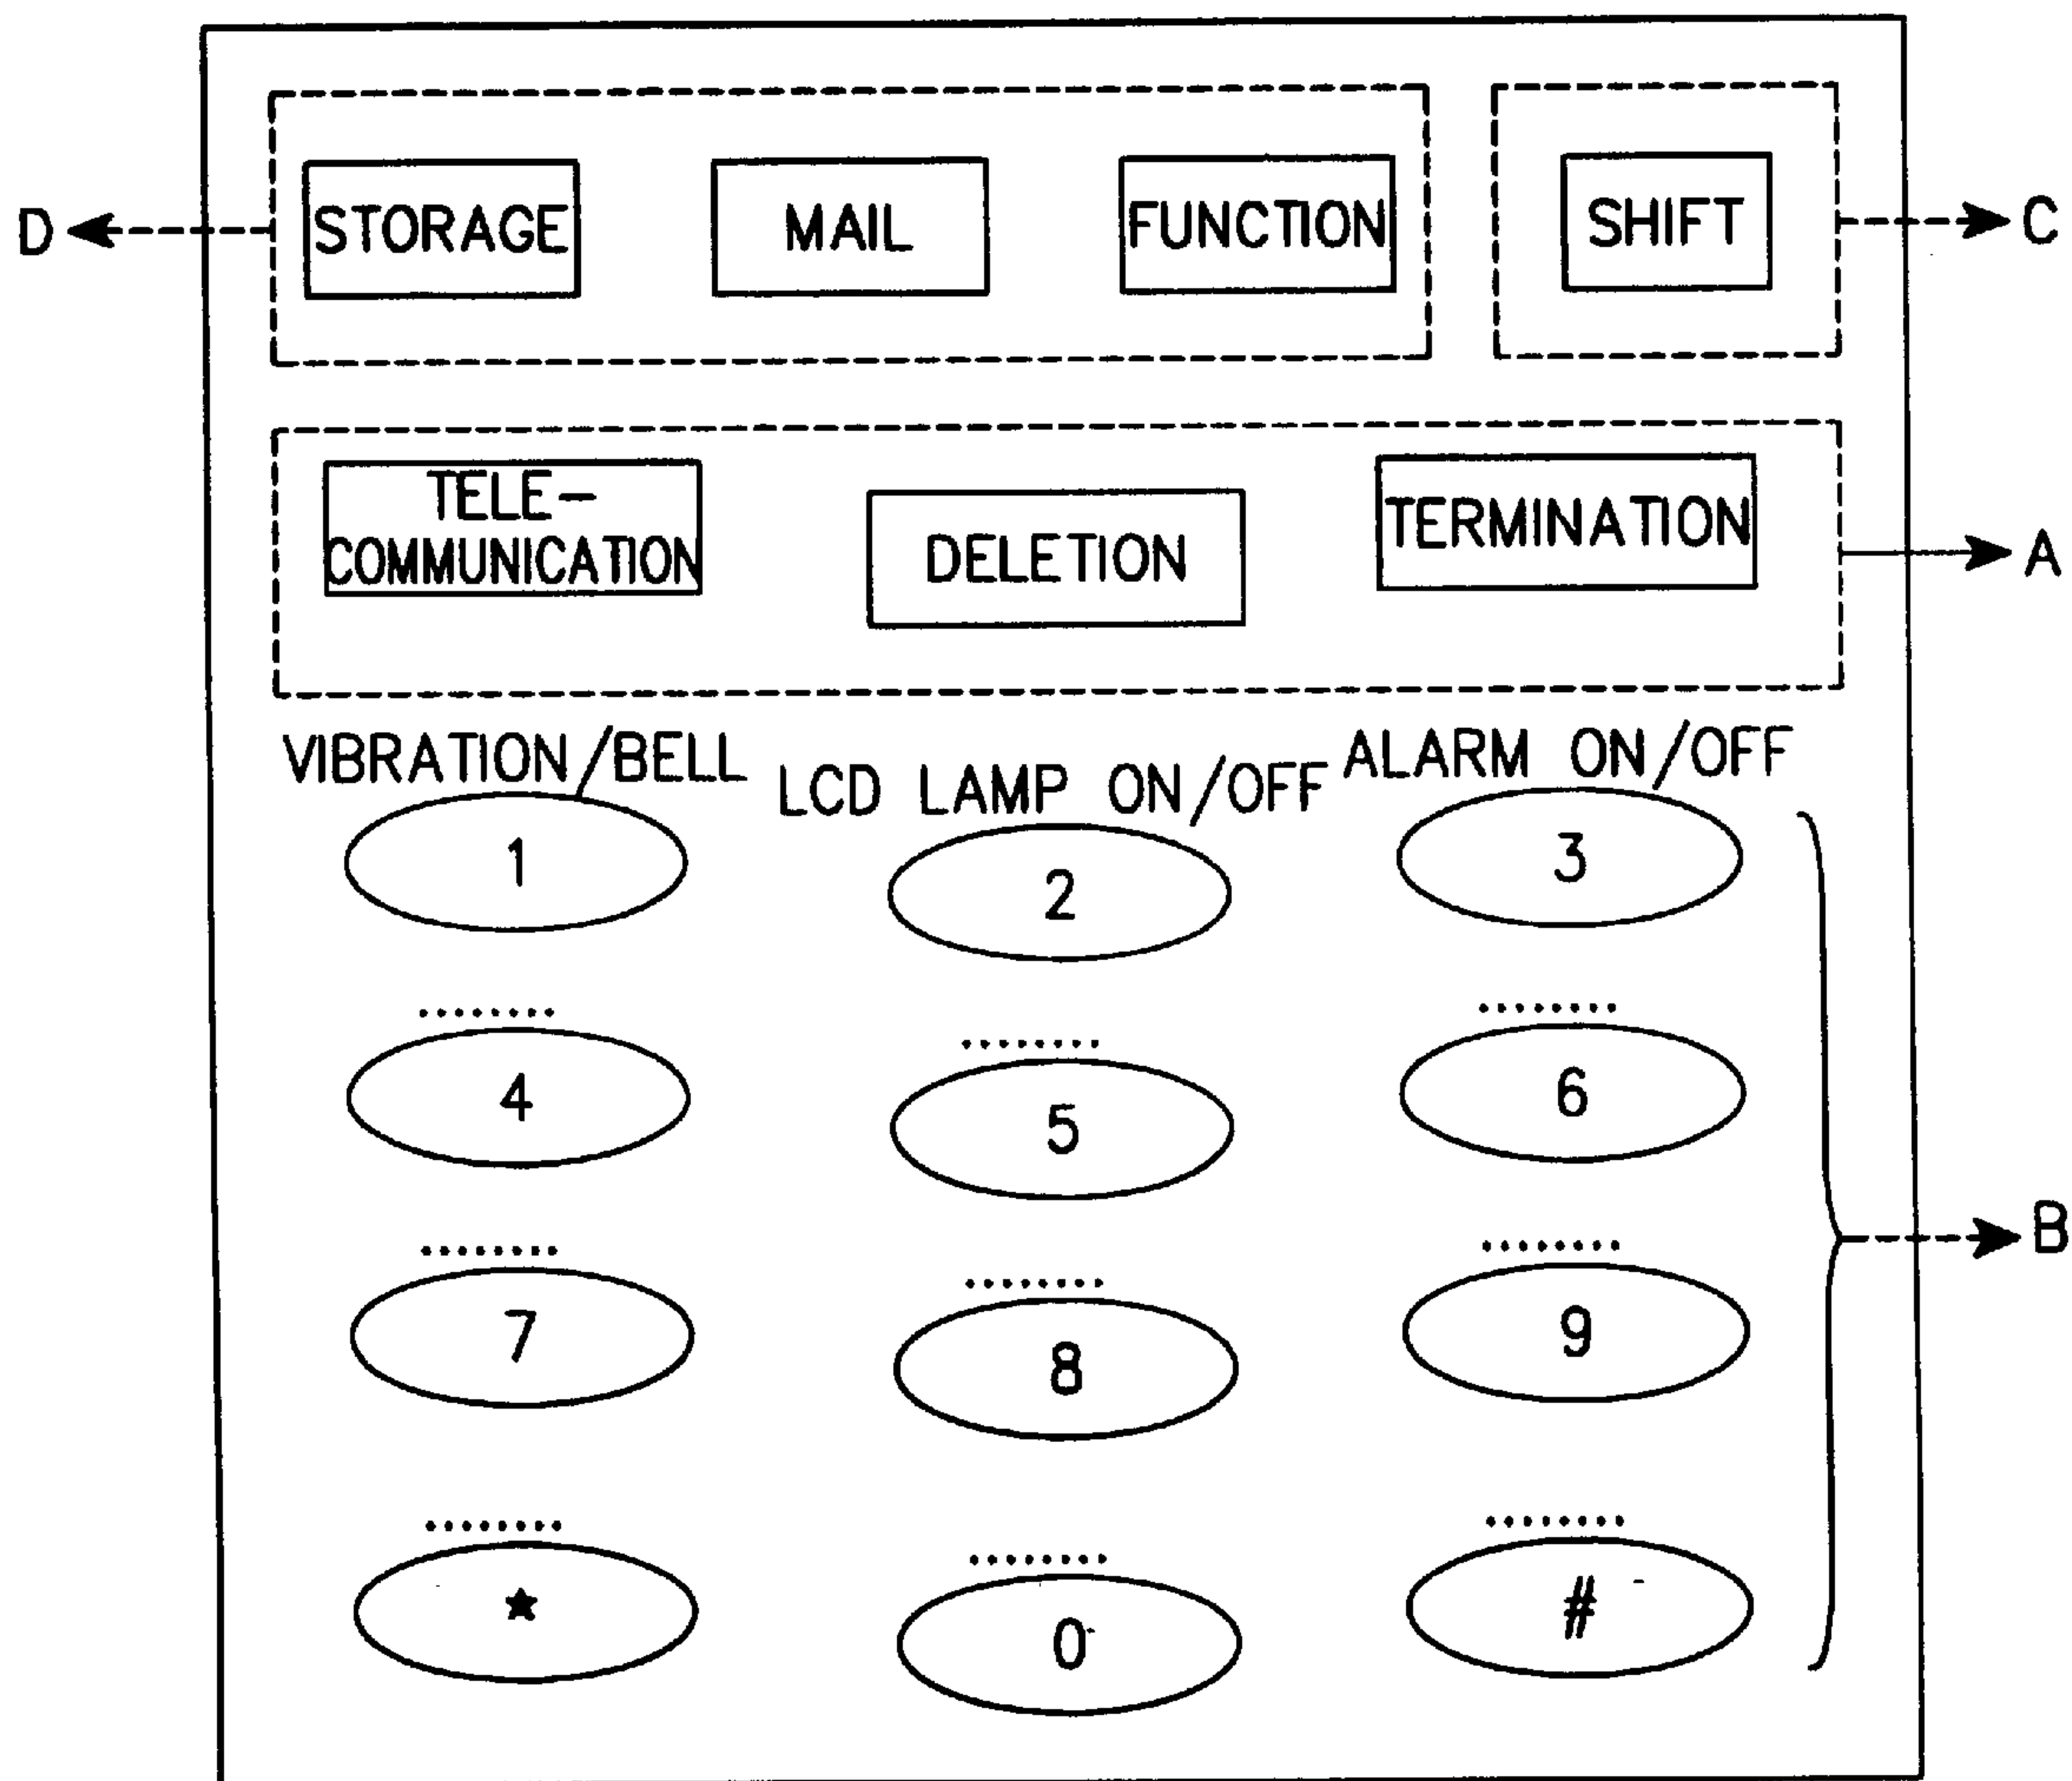 D STORAGE MAIL FUNCTION SHIFT C
TELE-
COMMUNICATION DELETION TERMINATION A
VIBRATION/BELL LCD LAMP ON/OFF ALARM ON/OFF
1 2 3
........ ........ ........
4 5 6
B
........ ........ ........
7 8 9
........ ........ ........
* 0 #